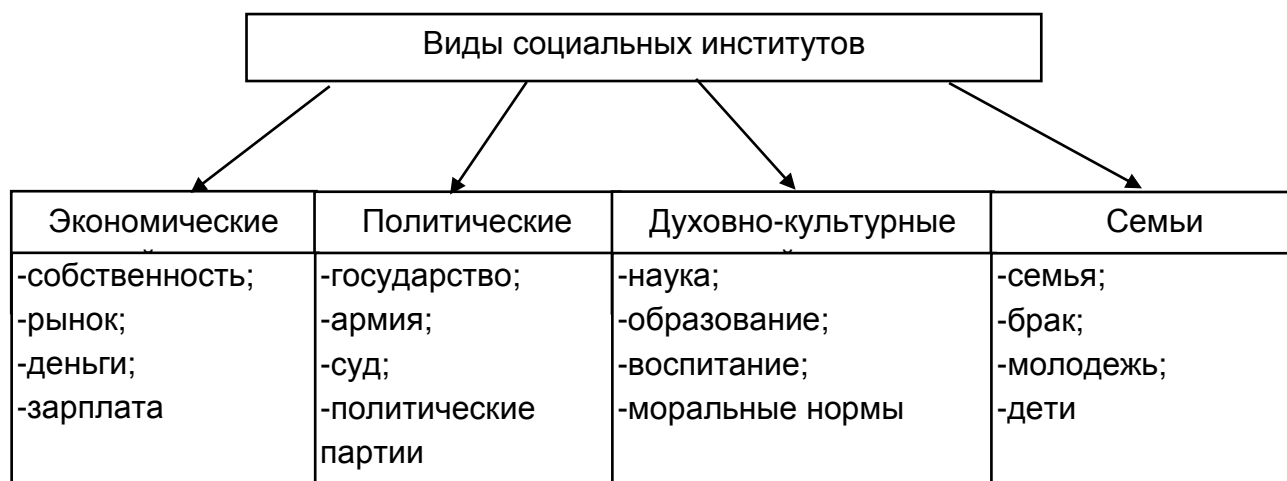 Виды социальных институтов
Экономические
Политические
Духовно-культурные
Семьи
-собственность;
-рынок;
-деньги;
-зарплата
-государство;
-армия;
-суд;
-политические
партии
-наука;
-образование;
-воспитание;
-моральные нормы
-семья;
-брак;
-молодежь;
-дети